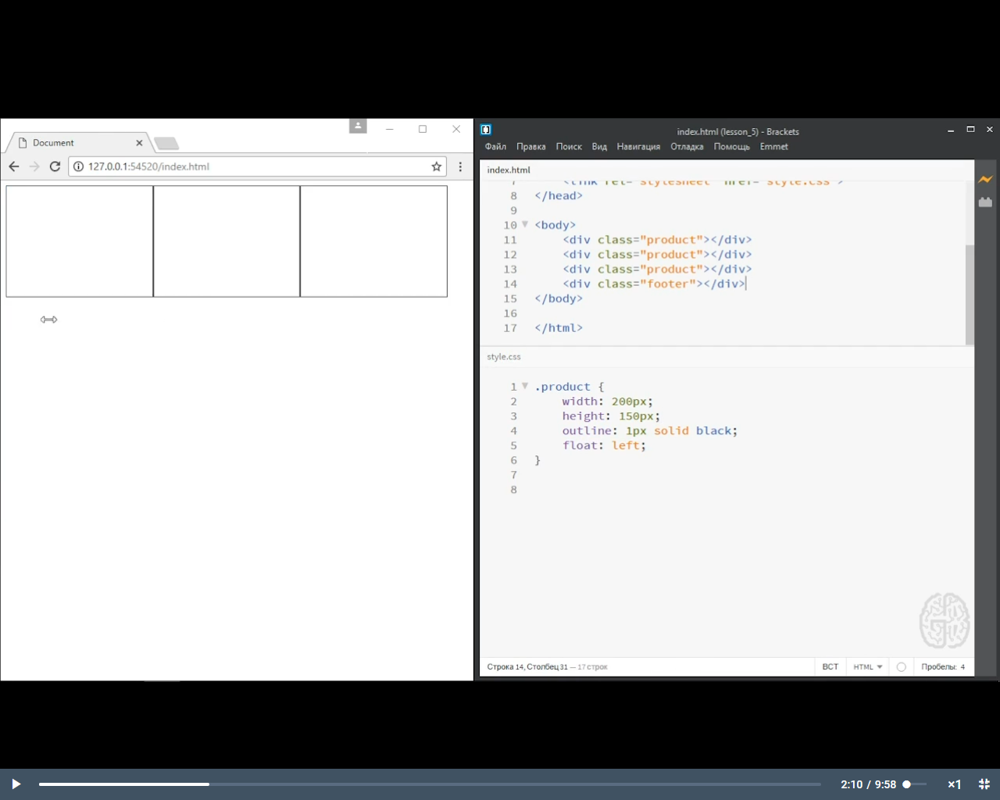 Document
127.0.0.1:54520/index.html
index.html (lesson_5) - Brackets
Файл Правка Поиск Вид Навигация Отладка Помощь Emmet
index.html
7 <link rel="stylesheet" href="style.css">
8 </head>
9
10 <body>
11 <div class="product"></div>
12 <div class="product"></div>
13 <div class="product"></div>
14 <div class="footer"></div>
15 </body>
16
17 </html>
style.css
1 .product {
2 width: 200px;
3 height: 150px;
4 outline: 1px solid black;
5 float: left;
6 }
7
8
Строка 14, Столбец 31 — 17 строк
ВСТ HTML Пробелы: 4
2:10 / 9:58 ×1